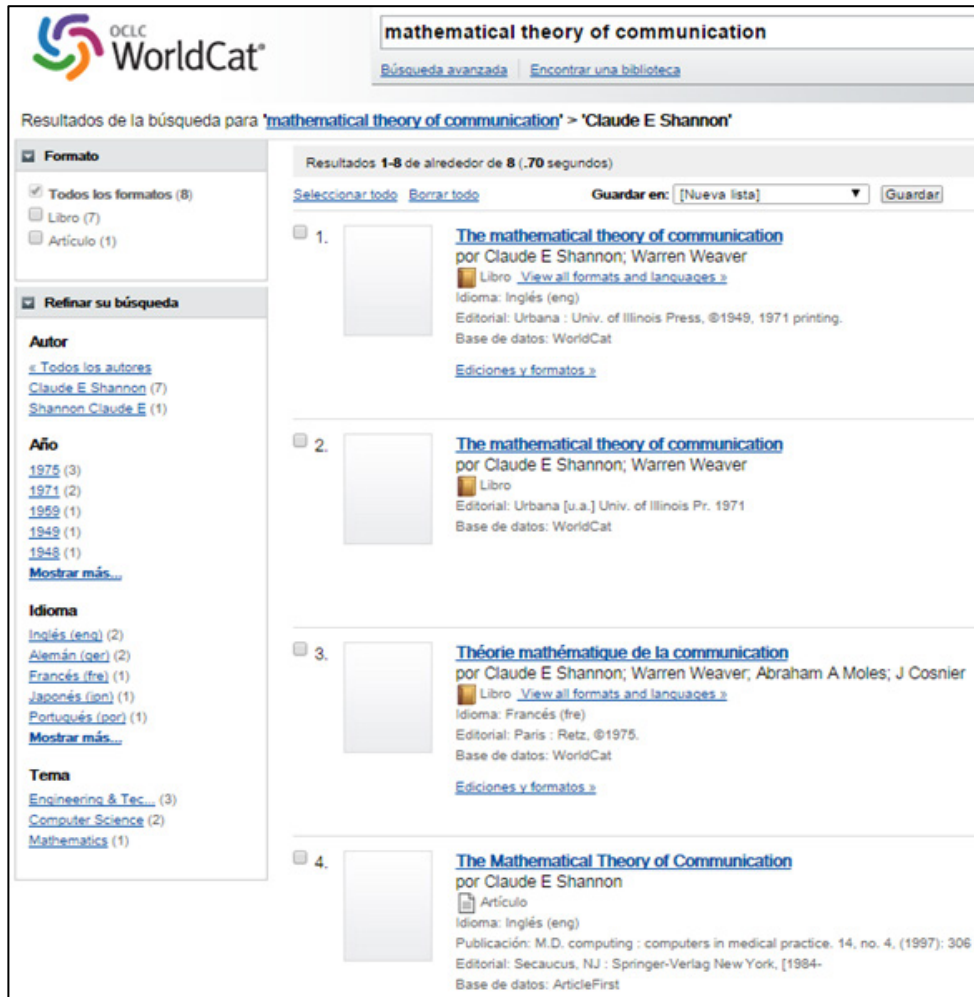 OCLC
WorldCat®
mathematical theory of communication
Búsqueda avanzada Encontrar una biblioteca
Resultados de la búsqueda para 'mathematical theory of communication' > 'Claude E Shannon'
Formato
Todos los formatos (8)
Libro (7)
Artículo (1)
Refinar su búsqueda
Autor
« Todos los autores
Claude E Shannon (7)
Shannon Claude E (1)
Año
1975 (3)
1971 (2)
1959 (1)
1949 (1)
1948 (1)
Mostrar más...
Idioma
Inglés (eng) (2)
Alemán (ger) (2)
Francés (fre) (1)
Japonés (jpn) (1)
Portugués (por) (1)
Mostrar más...
Tema
Engineering & Tec... (3)
Computer Science (2)
Mathematics (1)
Resultados 1-8 de alrededor de 8 (.70 segundos)
Seleccionar todo Borrar todo Guardar en: [Nueva lista] Guardar
1. The mathematical theory of communication
por Claude E Shannon; Warren Weaver
Libro View all formats and languages »
Idioma: Inglés (eng)
Editorial: Urbana : Univ. of Illinois Press, ©1949, 1971 printing.
Base de datos: WorldCat
Ediciones y formatos »
2. The mathematical theory of communication
por Claude E Shannon; Warren Weaver
Libro
Editorial: Urbana [u.a.] Univ. of Illinois Pr. 1971
Base de datos: WorldCat
3. Théorie mathématique de la communication
por Claude E Shannon; Warren Weaver; Abraham A Moles; J Cosnier
Libro View all formats and languages »
Idioma: Francés (fre)
Editorial: Paris : Retz, ©1975.
Base de datos: WorldCat
Ediciones y formatos »
4. The Mathematical Theory of Communication
por Claude E Shannon
Artículo
Idioma: Inglés (eng)
Publicación: M.D. computing : computers in medical practice. 14, no. 4, (1997): 306
Editorial: Secaucus, NJ : Springer-Verlag New York, [1984-
Base de datos: ArticleFirst